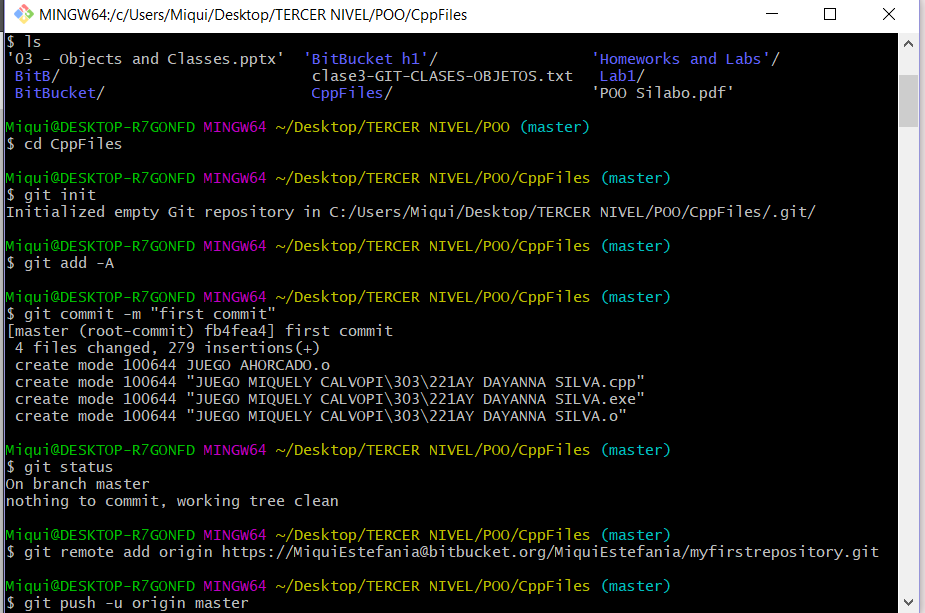 MINGW64:/c/Users/Miqui/Desktop/TERCER NIVEL/POO/CppFiles
$ ls
'03 - Objects and Classes.pptx' 'BitBucket h1'/ 'Homeworks and Labs'/
BitB/ clase3-GIT-CLASES-OBJETOS.txt Lab1/
BitBucket/ CppFiles/ 'POO Silabo.pdf'
Miqui@DESKTOP-R7GONFD MINGW64 ~/Desktop/TERCER NIVEL/POO (master)
$ cd CppFiles
Miqui@DESKTOP-R7GONFD MINGW64 ~/Desktop/TERCER NIVEL/POO/CppFiles (master)
$ git init
Initialized empty Git repository in C:/Users/Miqui/Desktop/TERCER NIVEL/POO/CppFiles/.git/
Miqui@DESKTOP-R7GONFD MINGW64 ~/Desktop/TERCER NIVEL/POO/CppFiles (master)
$ git add -A
Miqui@DESKTOP-R7GONFD MINGW64 ~/Desktop/TERCER NIVEL/POO/CppFiles (master)
$ git commit -m "first commit"
[master (root-commit) fb4fea4] first commit
4 files changed, 279 insertions(+)
create mode 100644 JUEGO AHORCADO.o
create mode 100644 "JUEGO MIQUELY CALVOPI\303\221AY DAYANNA SILVA.cpp"
create mode 100644 "JUEGO MIQUELY CALVOPI\303\221AY DAYANNA SILVA.exe"
create mode 100644 "JUEGO MIQUELY CALVOPI\303\221AY DAYANNA SILVA.o"
Miqui@DESKTOP-R7GONFD MINGW64 ~/Desktop/TERCER NIVEL/POO/CppFiles (master)
$ git status
On branch master
nothing to commit, working tree clean
Miqui@DESKTOP-R7GONFD MINGW64 ~/Desktop/TERCER NIVEL/POO/CppFiles (master)
$ git remote add origin https://MiquiEstefania@bitbucket.org/MiquiEstefania/myfirstrepository.git
Miqui@DESKTOP-R7GONFD MINGW64 ~/Desktop/TERCER NIVEL/POO/CppFiles (master)
$ git push -u origin master